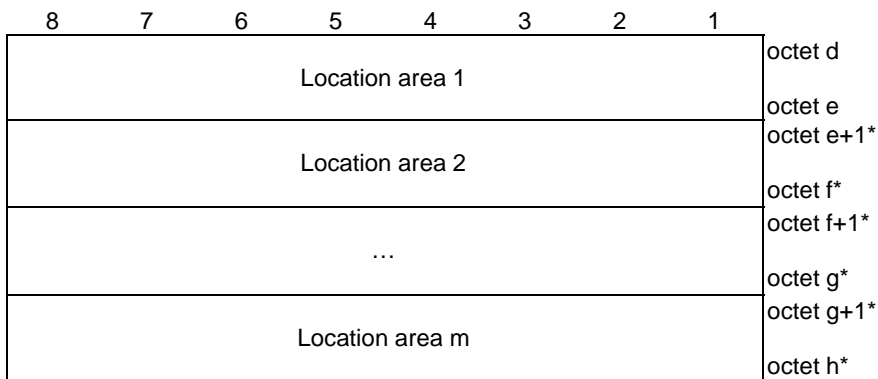 8 7 6 5 4 3 2 1
octet d
Location area 1
octet e
octet e+1*
Location area 2
octet f*
octet f+1*
…
octet g*
octet g+1*
Location area m
octet h*